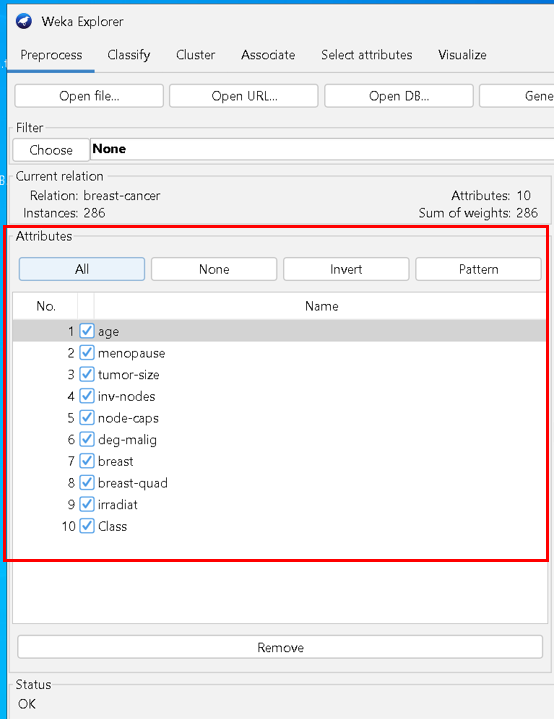 Weka Explorer
Preprocess Classify Cluster Associate Select attributes Visualize
Open file... Open URL... Open DB... Gene
Filter
Choose None
Current relation
Relation: breast-cancer Attributes: 10
Instances: 286 Sum of weights: 286
Attributes
All None Invert Pattern
No. Name
1 age
2 menopause
3 tumor-size
4 inv-nodes
5 node-caps
6 deg-malig
7 breast
8 breast-quad
9 irradiat
10 Class
Remove
Status
OK